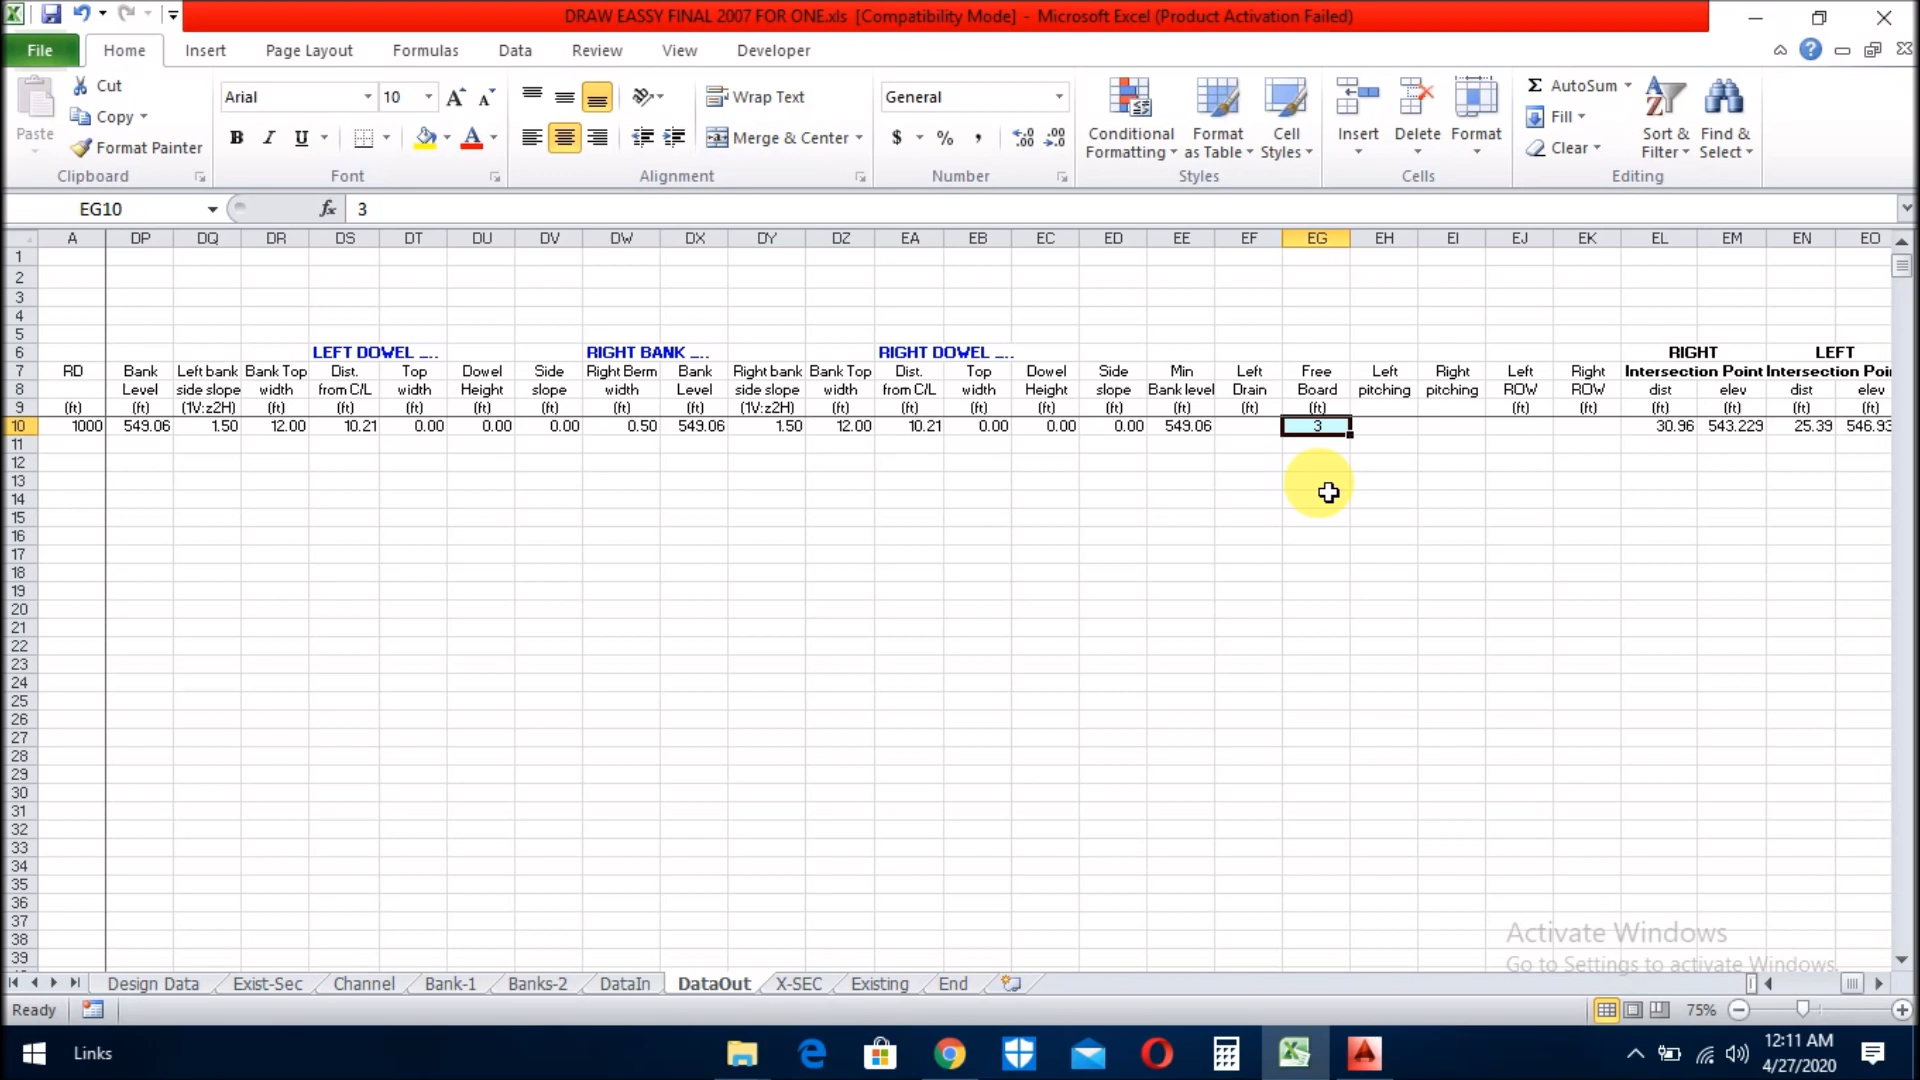 DRAW EASSY FINAL 2007 FOR ONE.xls [Compatibility Mode] - Microsoft Excel (Product Activation Failed)
File Home Insert Page Layout Formulas Data Review View Developer
Paste Cut Copy Format Painter Clipboard
Arial 10 A A B I U A Font
Wrap Text Merge & Center Alignment
General $ % , Number
Conditional Formatting Format as Table Cell Styles Styles
Insert Delete Format Cells
Σ AutoSum Fill Clear Sort & Filter Find & Select Editing
EG10 fx 3
A DP DQ DR DS DT DU DV DW DX DY DZ EA EB EC ED EE EF EG EH EI EJ EK EL EM EN EO
1
2
3
4
5
6 LEFT DOWEL _.. RIGHT BANK _.. RIGHT DOWEL _.. RIGHT LEFT
7 RD Bank Left bank Bank Top Dist. Top Dowel Side Right Berm Bank Right bank Bank Top Dist. Top Dowel Side Min Left Free Left Right Left Right Intersection Point Intersection Poi
8 Level side slope width from C/L width Height slope width Level side slope width from C/L width Height slope Bank level Drain Board pitching pitching ROW ROW dist elev dist elev
9 (ft) (ft) (1V:z2H) (ft) (ft) (ft) (ft) (ft) (ft) (ft) (1V:z2H) (ft) (ft) (ft) (ft) (ft) (ft) (ft) (ft) (ft) (ft) (ft) (ft) (ft) (ft)
10 1000 549.06 1.50 12.00 10.21 0.00 0.00 0.00 0.50 549.06 1.50 12.00 10.21 0.00 0.00 0.00 549.06 3 30.96 543.229 25.39 546.93
11
12
13
14
15
16
17
18
19
20
21
22
23
24
25
26
27
28
29
30
31
32
33
34
35
36
37
38
39
Activate Windows
Go to Settings to activate Windows.
Design Data Exist-Sec Channel Bank-1 Banks-2 DataIn DataOut X-SEC Existing End
Ready 75%
Links 12:11 AM
4/27/2020